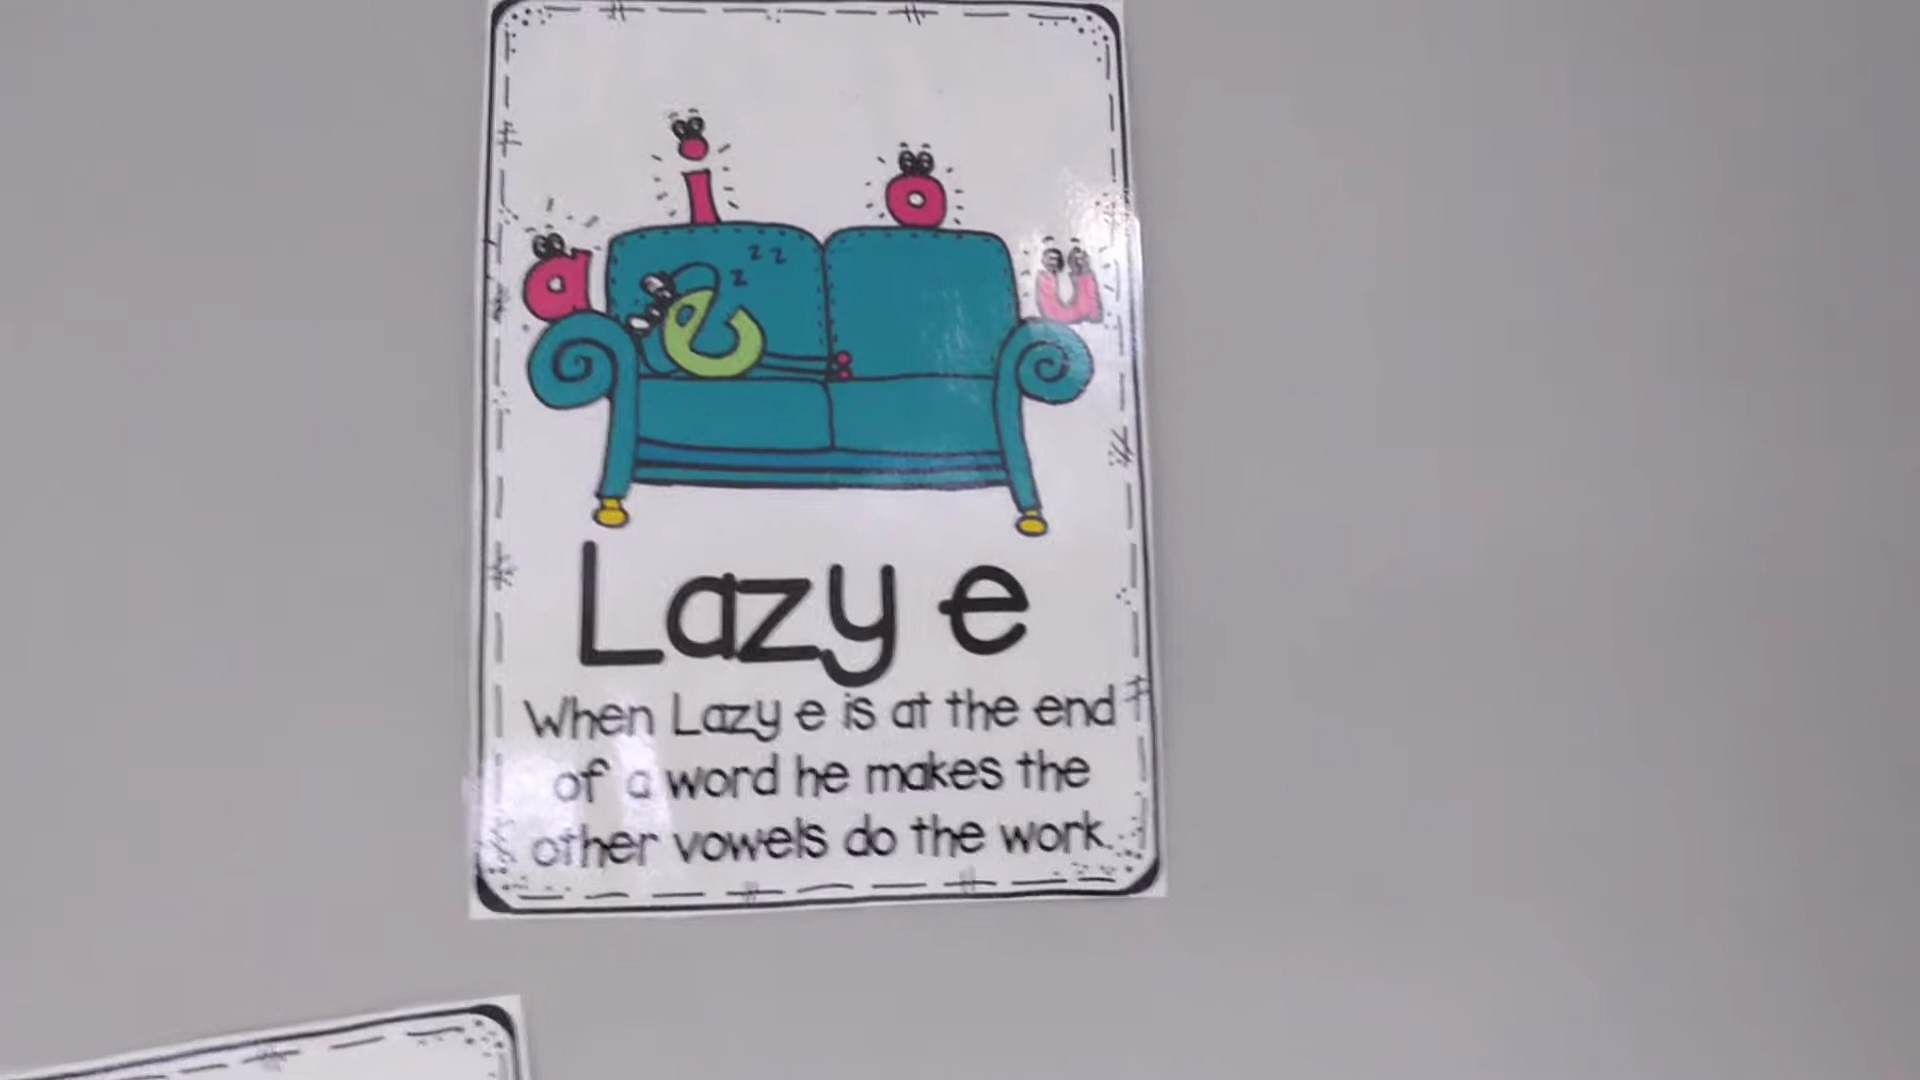 i
o
a
z z
z
e
u
Lazy e
When Lazy e is at the end
of a word he makes the
other vowels do the work.